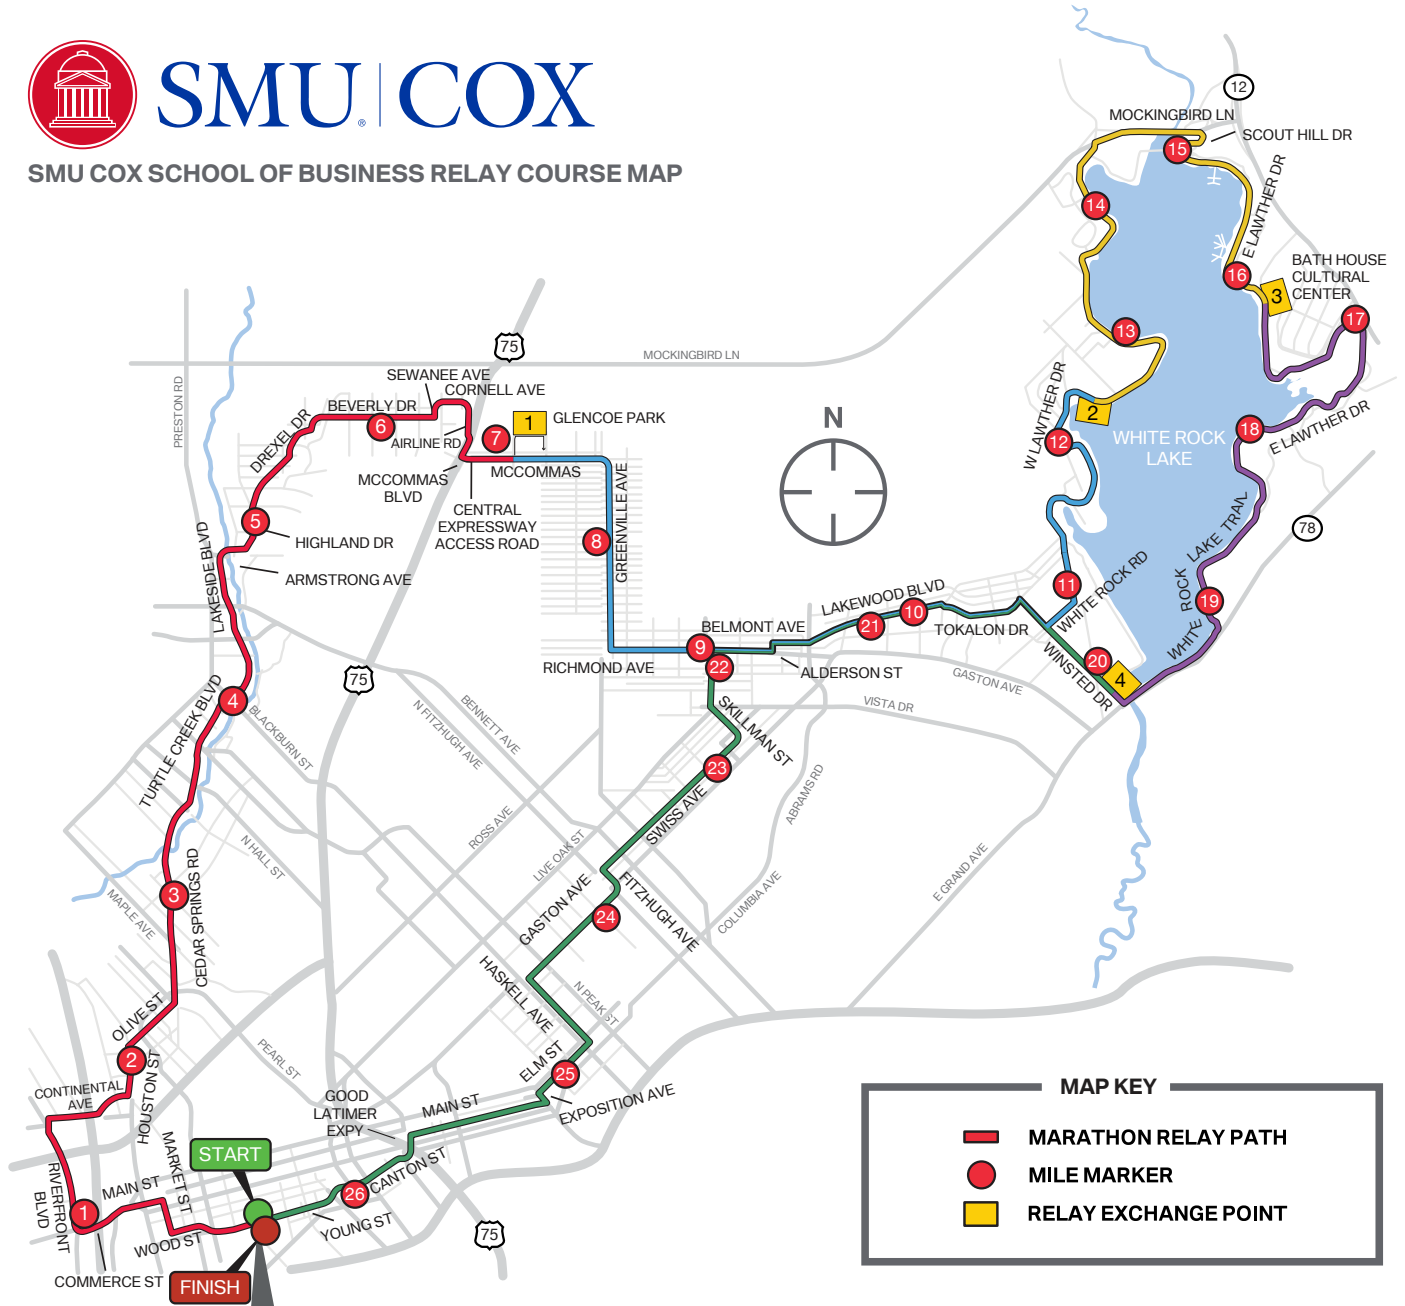 SMU.® | COX
SMU COX SCHOOL OF BUSINESS RELAY COURSE MAP
12
MOCKINGBIRD LN
SCOUT HILL DR
15
E LAWTHER DR
14
16
BATH HOUSE
CULTURAL
CENTER
3
17
13
75
MOCKINGBIRD LN
PRESTON RD
SEWANEE AVE
CORNELL AVE
BEVERLY DR
6
DREXEL DR
AIRLINE RD
7
1
GLENCOE PARK
MCCOMMAS
MCCOMMAS
BLVD
CENTRAL
EXPRESSWAY
ACCESS ROAD
GREENVILLE AVE
8
N
W LAWTHER DR
2
12
WHITE ROCK
LAKE
18
E LAWTHER DR
78
5
HIGHLAND DR
ARMSTRONG AVE
LAKESIDE BLVD
11
WHITE ROCK RD
WHITE ROCK LAKE TRAIL
19
LAKEWOOD BLVD
10
21
TOKALON DR
BELMONT AVE
9
22
RICHMOND AVE
ALDERSON ST
20
4
WINSTED DR
GASTON AVE
VISTA DR
75
4
TURTLE CREEK BLVD
BLACKBURN ST
N FITZHUGH AVE
BENNETT AVE
SKILLMAN ST
23
SWISS AVE
ABRAMS RD
ROSS AVE
LIVE OAK ST
N HALL ST
MAPLE AVE
3
CEDAR SPRINGS RD
GASTON AVE
24
FITZHUGH AVE
COLUMBIA AVE
E GRAND AVE
HASKELL AVE
N PEAK ST
OLIVE ST
2
HOUSTON ST
PEARL ST
CONTINENTAL
AVE
ELM ST
25
EXPOSITION AVE
GOOD
LATIMER
EXPY
MAIN ST
MARKET ST
START
CANTON ST
26
RIVERFRONT
BLVD
1
MAIN ST
WOOD ST
YOUNG ST
75
COMMERCE ST
FINISH
MAP KEY
MARATHON RELAY PATH
MILE MARKER
RELAY EXCHANGE POINT